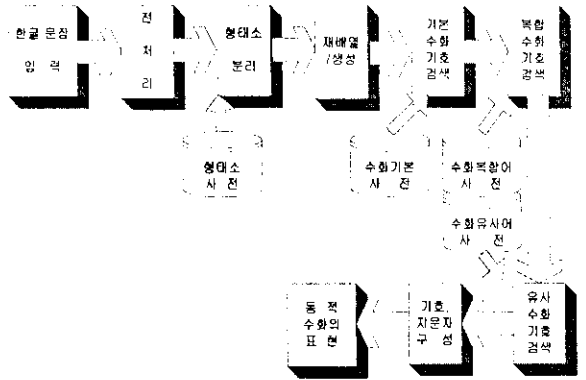 한글 문장
입 력
전
처
리
형태소
분리
재배열
/생성
기본
수화
기호
검색
복합
수화
기호
검색
형태소
사 전
수화기본
사 전
수화복합어
사 전
수화유사어
사 전
동 적
수화의
표 현
기호,
지문자
구 성
유사
수화
기호
검색